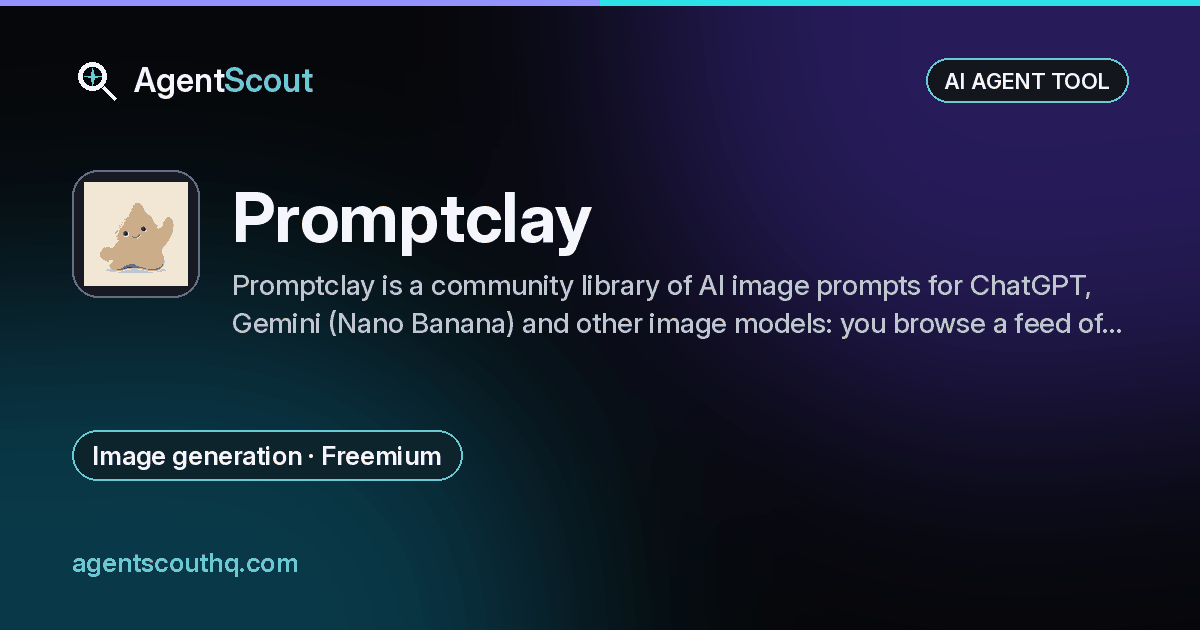 AgentScout
AI AGENT TOOL
Promptclay
Promptclay is a community library of AI image prompts for ChatGPT,
Gemini (Nano Banana) and other image models: you browse a feed of...
Image generation · Freemium
agentscouthq.com